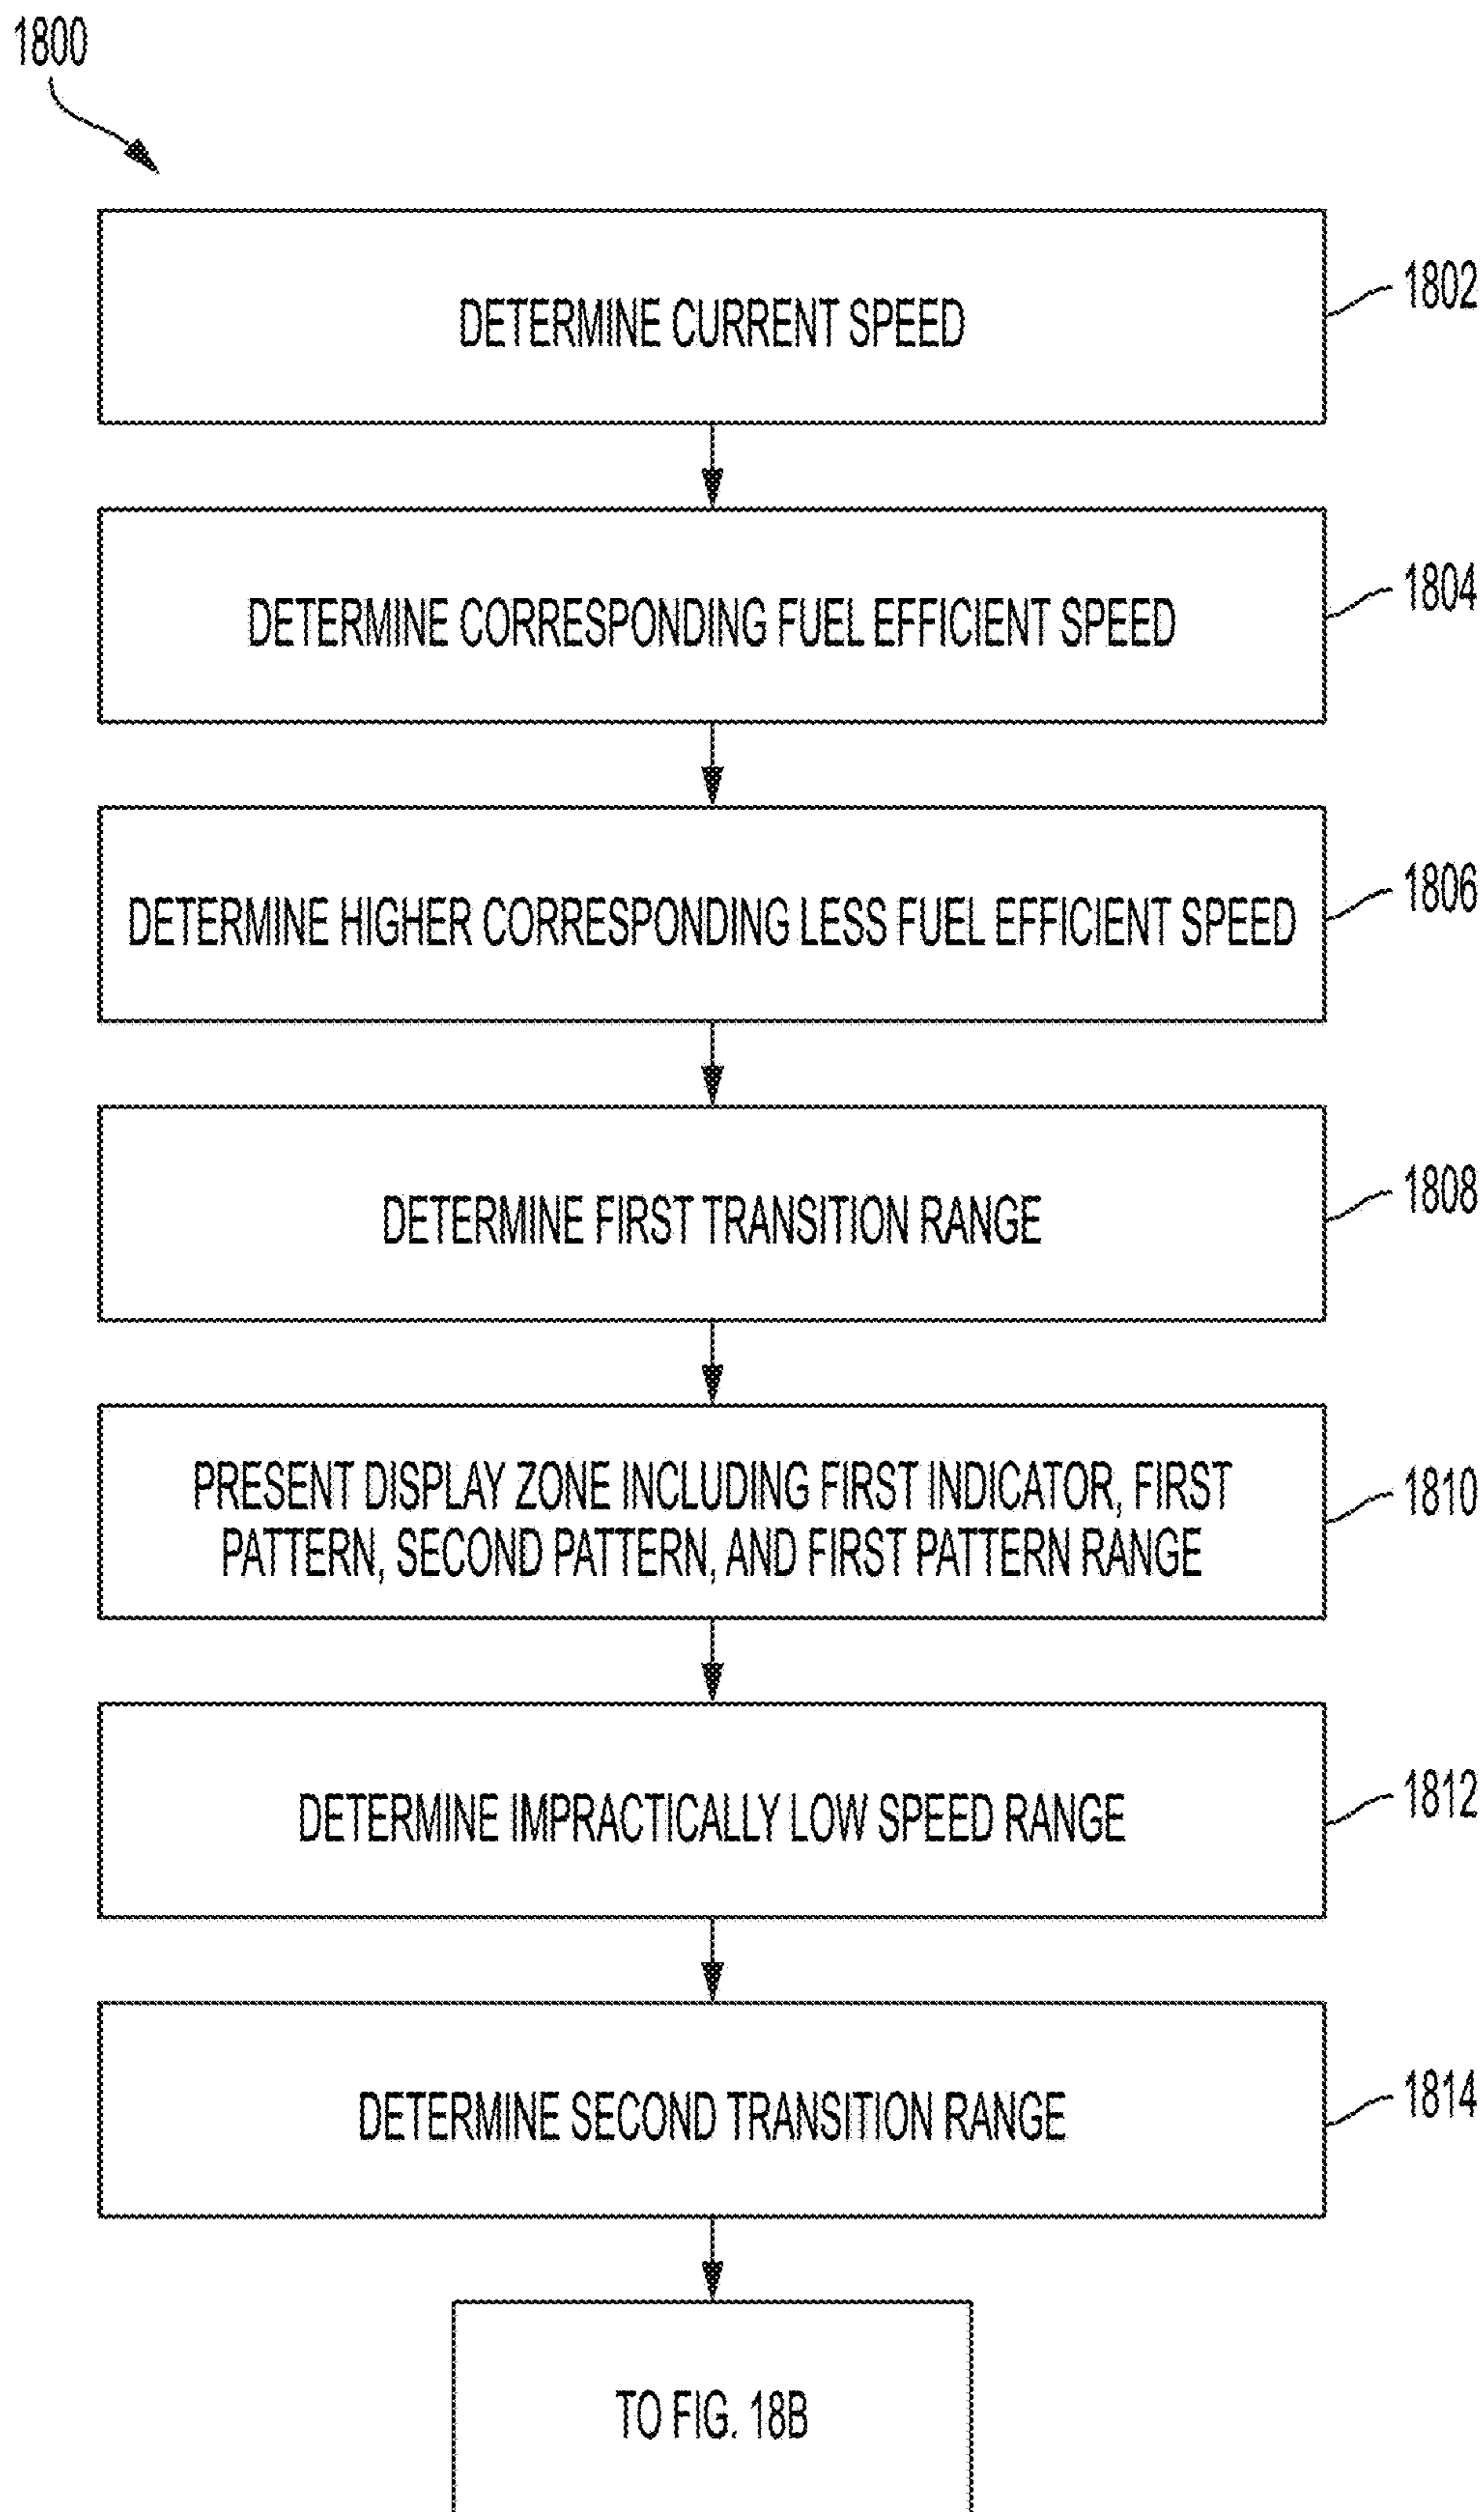 1800
DETERMINE CURRENT SPEED
1802
DETERMINE CORRESPONDING FUEL EFFICIENT SPEED
1804
DETERMINE HIGHER CORRESPONDING LESS FUEL EFFICIENT SPEED
1806
DETERMINE FIRST TRANSITION RANGE
1808
PRESENT DISPLAY ZONE INCLUDING FIRST INDICATOR, FIRST
PATTERN, SECOND PATTERN, AND FIRST PATTERN RANGE
1810
DETERMINE IMPRACTICALLY LOW SPEED RANGE
1812
DETERMINE SECOND TRANSITION RANGE
1814
TO FIG. 18B